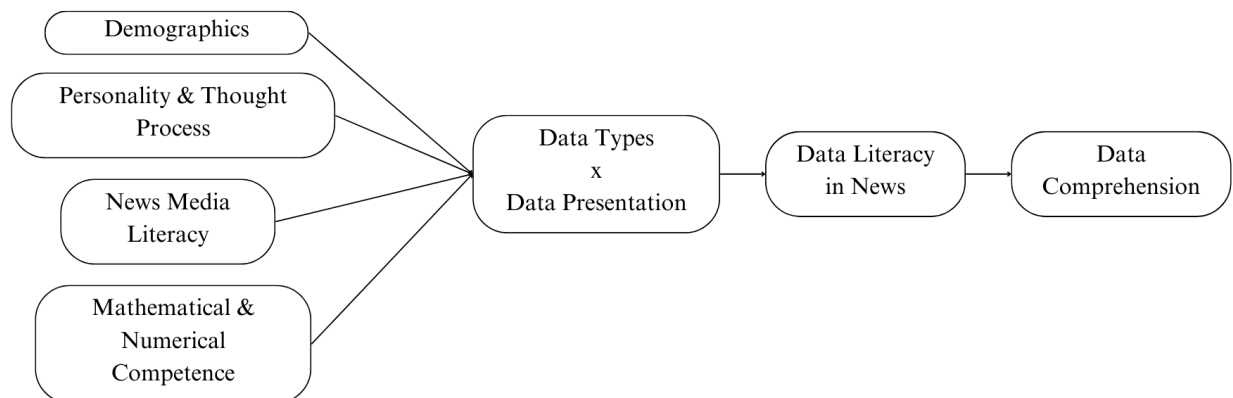 Demographics
Personality & Thought
Process
News Media
Literacy
Mathematical &
Numerical
Competence
Data Types
x
Data Presentation
Data Literacy
in News
Data
Comprehension